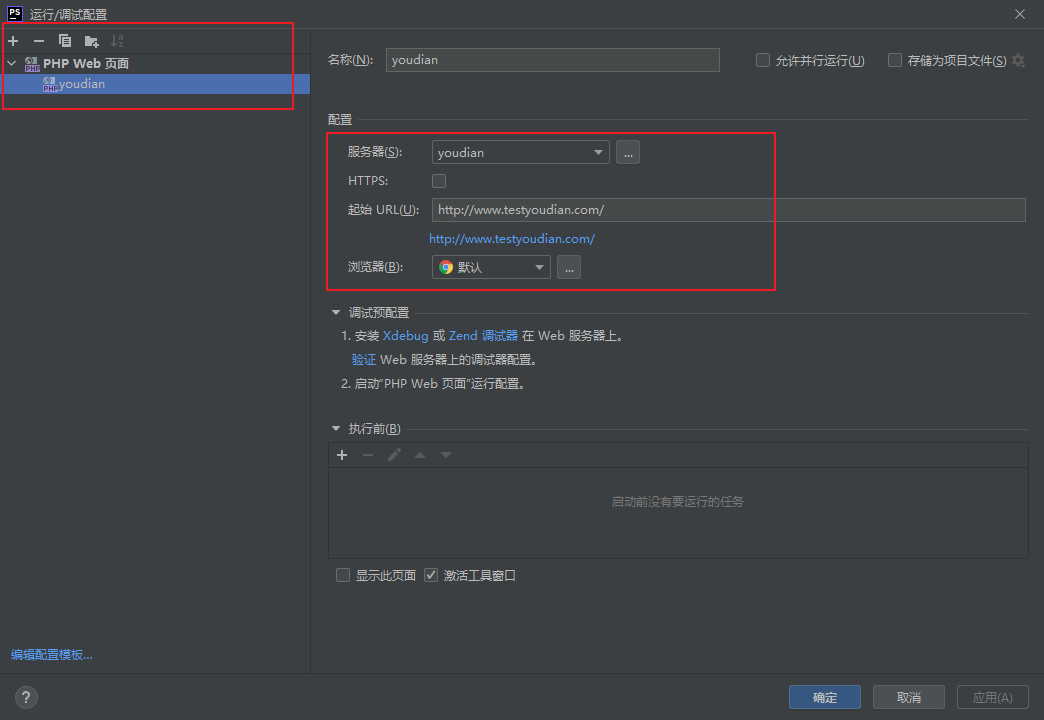 PS 运行/调试配置
PHP Web 页面
youdian
名称(N): youdian 允许并行运行(U) 存储为项目文件(S)
配置
服务器(S): youdian ...
HTTPS:
起始 URL(U): http://www.testyoudian.com/
http://www.testyoudian.com/
浏览器(B): 默认 ...
调试预配置
1. 安装 Xdebug 或 Zend 调试器 在 Web 服务器上。
验证 Web 服务器上的调试器配置。
2. 启动“PHP Web 页面”运行配置。
执行前(B)
启动前没有要运行的任务
显示此页面 激活工具窗口
编辑配置模板...
? 确定 取消 应用(A)